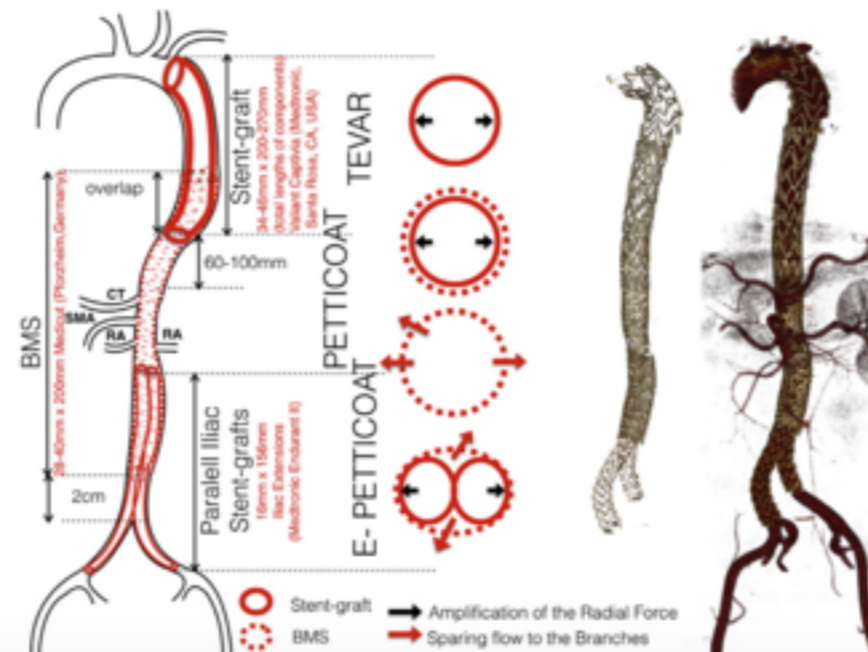 Stent-graft
34-46mm x 200-270mm
(total lengths of components)
Valiant Captivia (Medtronic,
Santa Rosa, CA, USA)
TEVAR
overlap
60-100mm
PETTICOAT
CT
SMA
RA
RA
BMS
(Pforzheim,Germany)
Paralell Iliac
Stent-grafts
16mm x 156mm
Iliac Extensions
(Medtronic Endurant II)
E- PETTICOAT
2cm
Stent-graft
BMS
Amplification of the Radial Force
Sparing flow to the Branches